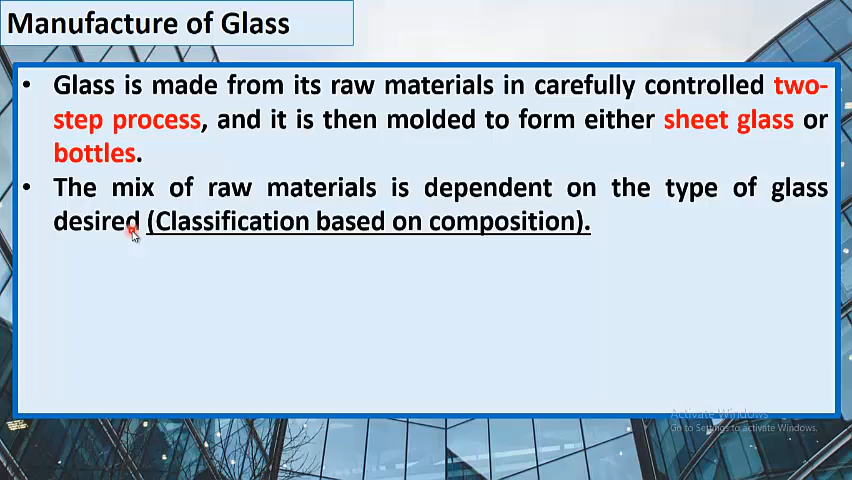 Manufacture of Glass
• Glass is made from its raw materials in carefully controlled two-
step process, and it is then molded to form either sheet glass or
bottles.
• The mix of raw materials is dependent on the type of glass
desired (Classification based on composition).
Activate Windows
Go to Settings to activate Windows.